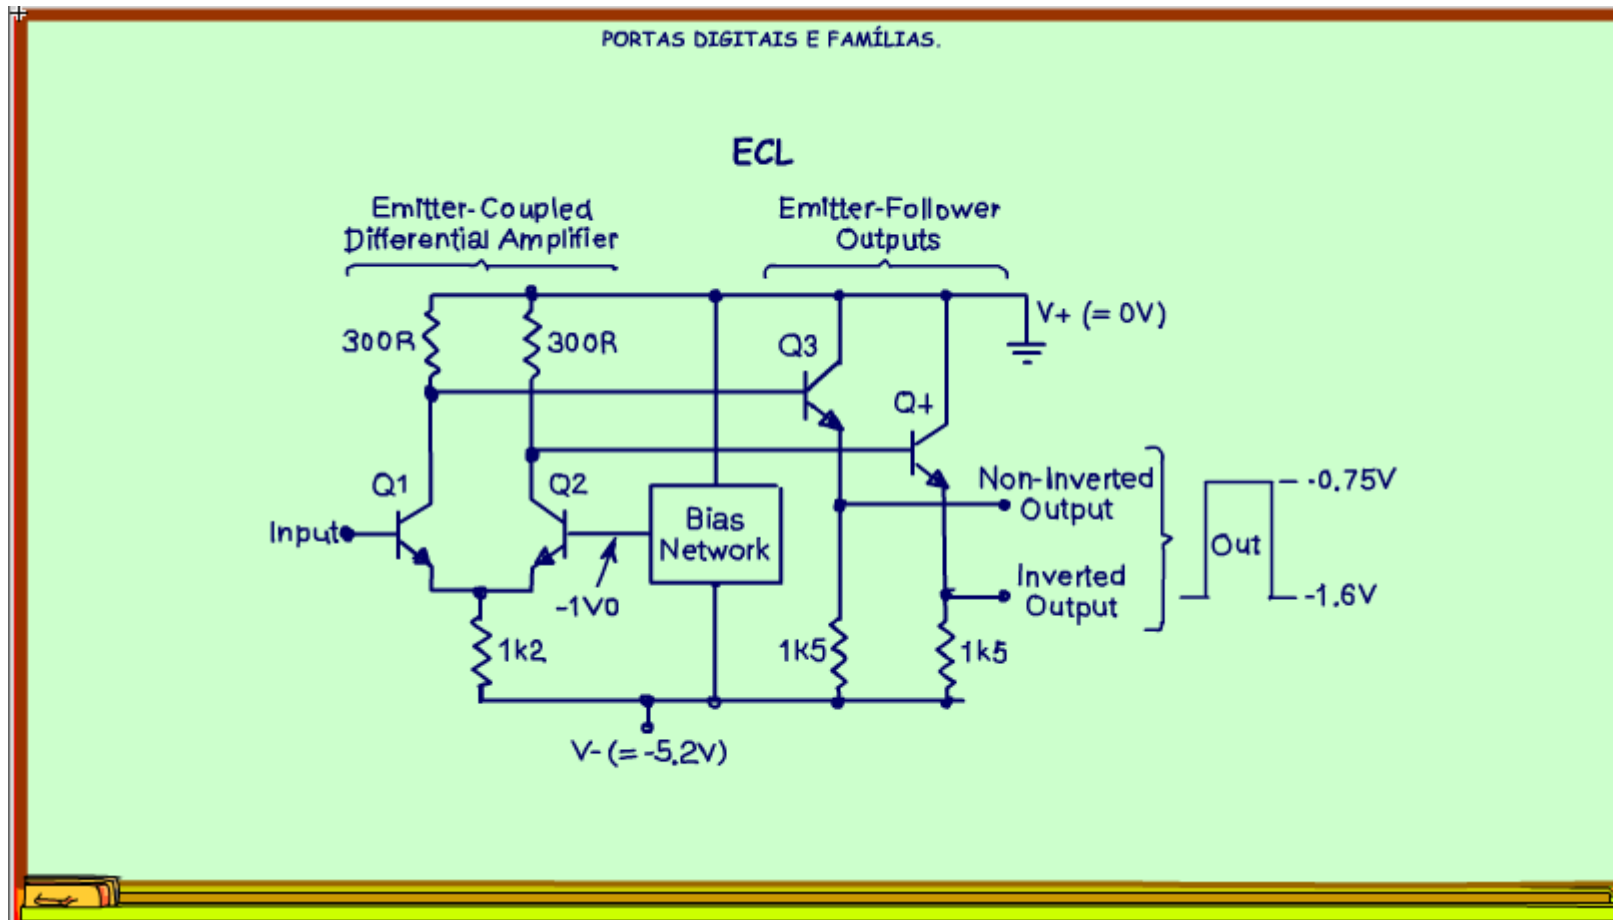 PORTAS DIGITAIS E FAMÍLIAS.
ECL
Emitter-Coupled
Differential Amplifier
Emitter-Follower
Outputs
V+ (= 0V)
300R
300R
Q3
Q4
Q1
Q2
Input
Bias
Network
-1V0
Non-Inverted
Output
Inverted
Output
Out
-0.75V
-1.6V
1k2
1K5
1k5
V- (= -5.2V)